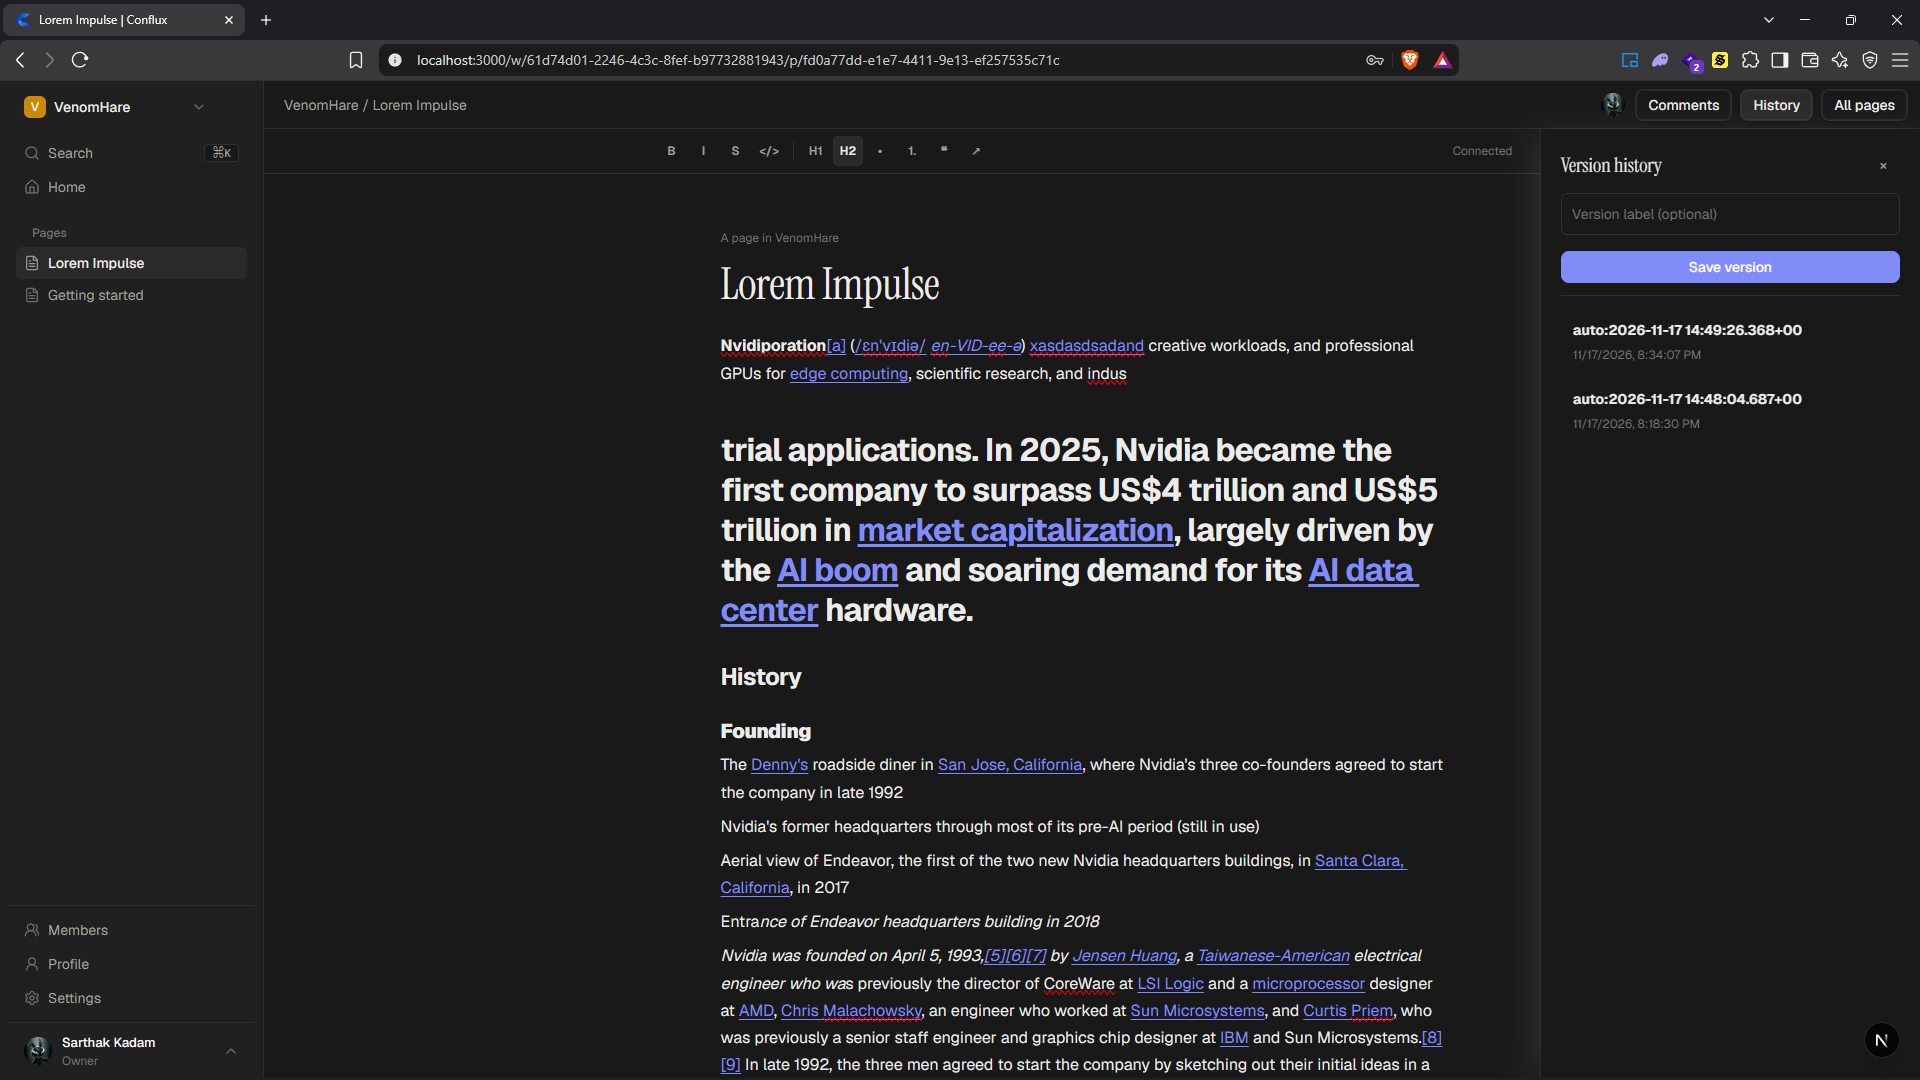 Lorem Impulse | Conflux
localhost:3000/w/61d74d01-2246-4c3c-8fef-b97732881943/p/fd0a77dd-e1e7-4411-9e13-ef257535c71c
2
V VenomHare
Search ⌘K
Home
Pages
Lorem Impulse
Getting started
Members
Profile
Settings
Sarthak Kadam
Owner
VenomHare / Lorem Impulse
Comments History All pages
B I S </> H1 H2 • 1. ❝ ↗ Connected
A page in VenomHare
Lorem Impulse
Nvidiporation[a] (/ɛnˈvɪdiə/ en-VID-ee-ə) xasdasdsadand creative workloads, and professional
GPUs for edge computing, scientific research, and indus
trial applications. In 2025, Nvidia became the
first company to surpass US$4 trillion and US$5
trillion in market capitalization, largely driven by
the AI boom and soaring demand for its AI data
center hardware.
History
Founding
The Denny's roadside diner in San Jose, California, where Nvidia's three co-founders agreed to start
the company in late 1992
Nvidia's former headquarters through most of its pre-AI period (still in use)
Aerial view of Endeavor, the first of the two new Nvidia headquarters buildings, in Santa Clara,
California, in 2017
Entrance of Endeavor headquarters building in 2018
Nvidia was founded on April 5, 1993,[5][6][7] by Jensen Huang, a Taiwanese-American electrical
engineer who was previously the director of CoreWare at LSI Logic and a microprocessor designer
at AMD, Chris Malachowsky, an engineer who worked at Sun Microsystems, and Curtis Priem, who
was previously a senior staff engineer and graphics chip designer at IBM and Sun Microsystems.[8]
[9] In late 1992, the three men agreed to start the company by sketching out their initial ideas in a
Version history ×
Version label (optional)
Save version
auto:2026-11-17 14:49:26.368+00
11/17/2026, 8:34:07 PM
auto:2026-11-17 14:48:04.687+00
11/17/2026, 8:18:30 PM
N